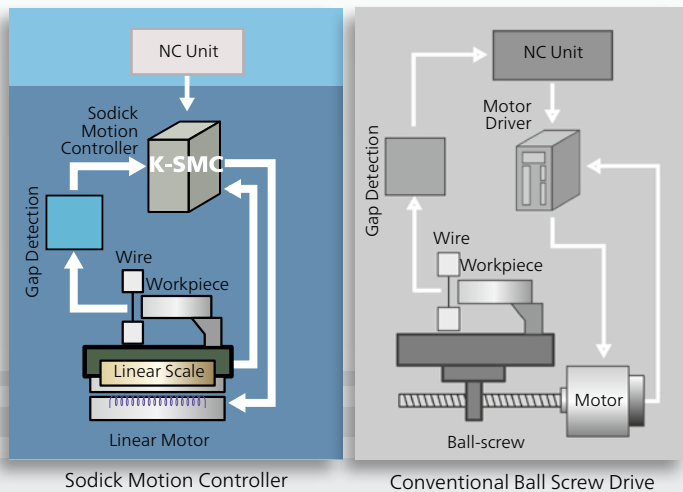 NC Unit
Sodick
Motion
Controller
K-SMC
Gap Detection
Wire
Workpiece
Linear Scale
Linear Motor
Sodick Motion Controller
NC Unit
Motor
Driver
Gap Detection
Wire
Workpiece
Motor
Ball-screw
Conventional Ball Screw Drive